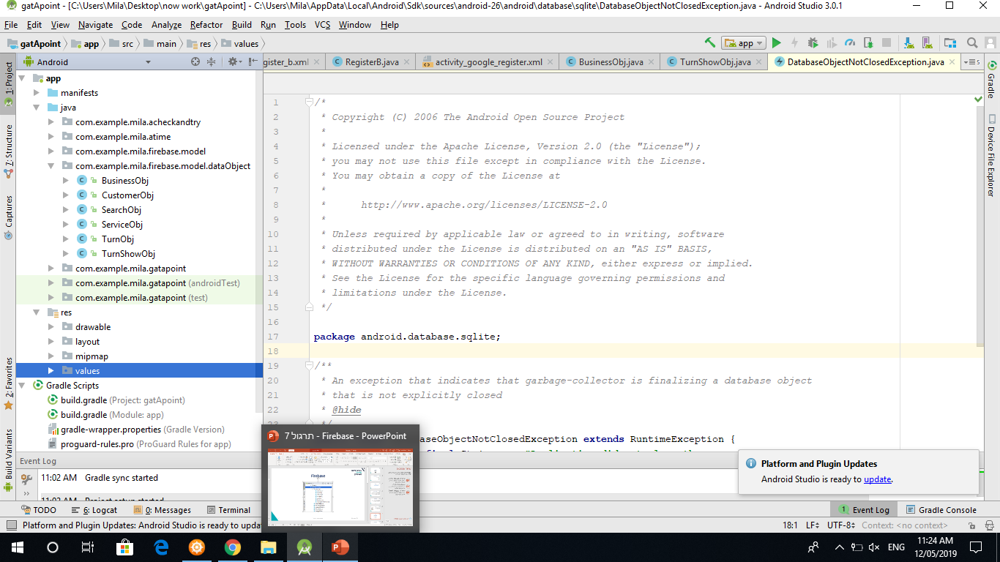 gatApoint - [C:\Users\Mila\Desktop\now work\gatApoint] - C:\Users\Mila\AppData\Local\Android\Sdk\sources\android-26\android\database\sqlite\DatabaseObjectNotClosedException.java - Android Studio 3.0.1
File Edit View Navigate Code Analyze Refactor Build Run Tools VCS Window Help
gatApoint app src main res values app
Android
gister_b.xml RegisterB.java activity_google_register.xml BusinessObj.java TurnShowObj.java DatabaseObjectNotClosedException.java
1: Project
7: Structure
Captures
2: Favorites
Build Variants
app
manifests
java
com.example.mila.acheckandtry
com.example.mila.atime
com.example.mila.firebase.model
com.example.mila.firebase.model.dataObject
BusinessObj
CustomerObj
SearchObj
ServiceObj
TurnObj
TurnShowObj
com.example.mila.gatapoint
com.example.mila.gatapoint (androidTest)
com.example.mila.gatapoint (test)
res
drawable
layout
mipmap
values
Gradle Scripts
build.gradle (Project: gatApoint)
build.gradle (Module: app)
gradle-wrapper.properties (Gradle Version)
proguard-rules.pro (ProGuard Rules for app)
1 /*
2 * Copyright (C) 2006 The Android Open Source Project
3 *
4 * Licensed under the Apache License, Version 2.0 (the "License");
5 * you may not use this file except in compliance with the License.
6 * You may obtain a copy of the License at
7 *
8 * http://www.apache.org/licenses/LICENSE-2.0
9 *
10 * Unless required by applicable law or agreed to in writing, software
11 * distributed under the License is distributed on an "AS IS" BASIS,
12 * WITHOUT WARRANTIES OR CONDITIONS OF ANY KIND, either express or implied.
13 * See the License for the specific language governing permissions and
14 * limitations under the License.
15 */
16
17 package android.database.sqlite;
18
19 /**
20 * An exception that indicates that garbage-collector is finalizing a database object
21 * that is not explicitly closed
22 * @hide
23 */
aseObjectNotClosedException extends RuntimeException {
Gradle
Device File Explorer
תרגול 7 - Firebase - PowerPoint
Firebase
Platform and Plugin Updates
Android Studio is ready to update.
Event Log
11:02 AM Gradle sync started
11:02 AM Project setup started
TODO 6: Logcat 0: Messages Terminal 1 Event Log Gradle Console
Platform and Plugin Updates: Android Studio is ready to upda 18:1 LF UTF-8 Context: <no context>
ENG
11:24 AM
12/05/2019